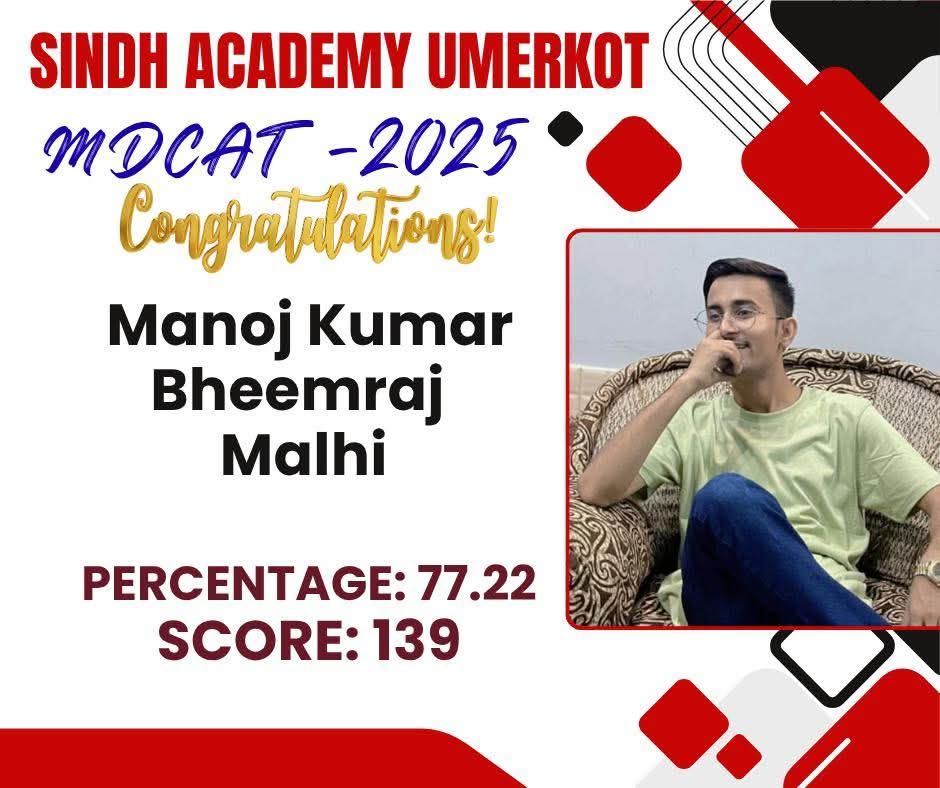 SINDH ACADEMY UMERKOT
MDCAT -2025
Congratulations!
Manoj Kumar
Bheemraj
Malhi
PERCENTAGE: 77.22
SCORE: 139